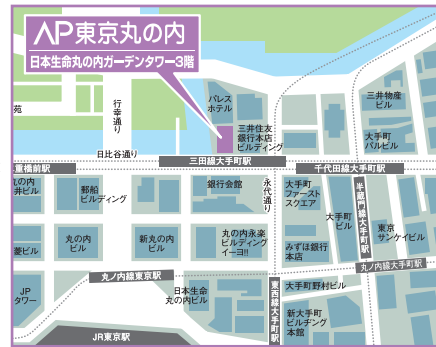 AP東京丸の内
日本生命丸の内ガーデンタワー3階
苑
行幸通り
パレス
ホテル
三井住友
銀行本店
ビルディング
三井物産
ビル
大手町
パルビル
日比谷通り
重橋前駅
三田線大手町駅
千代田線大手町駅
丸の内
井ビル
郵船
ビルディング
銀行会館
永代通り
大手町
ファースト
スクエア
半蔵門線大手町駅
大手町
ビル
東京
サンケイビル
菱ビル
丸の内
ビル
新丸の内
ビル
丸の内永楽
ビルディング
イーヨ!!
みずほ銀行
本店
丸ノ内線東京駅
丸ノ内線大手町駅
JP
タワー
日本生命
丸の内ビル
東西線大手町駅
大手町野村ビル
新大手町
ビルヂング
本館
JR東京駅